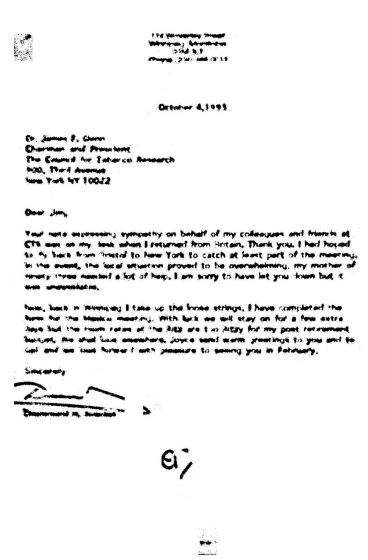 Winnipeg, Manitoba
October 4, 1995
Dr. James F. Glenn
Chairman and President
The Council for Tobacco Research
900, Third Avenue
New York NY 10022
Dear Jim,
Your note expressing sympathy on behalf of my colleagues and friends at
CTR was on my desk when I returned from Britain. Thank you. I had hoped
to fly back from Bristol to New York to catch at least part of the meeting.
In the event, the local situation proved to be overwhelming, my mother of
ninety three needed a lot of help. I am sorry to have let you down but it
was unavoidable.
Now, back in Winnipeg I take up the loose strings. I have completed the
form for the meeting. With luck we will stay on for a few extra
days but the room rates at the Ritz are too Ritzy for my post retirement
budget. We shall look elsewhere. Joyce send warm greetings to you and to
and we look forward with pleasure to seeing you in February.
Sincerely